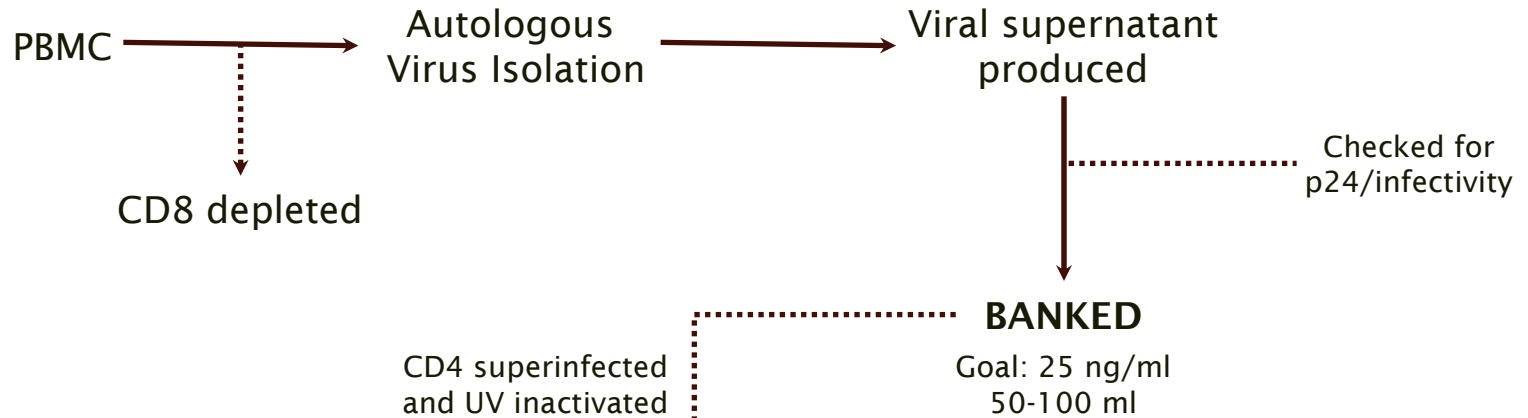 PBMC
Autologous
Virus Isolation
Viral supernatant
produced
CD8 depleted
Checked for
p24/infectivity
BANKED
Goal: 25 ng/ml
50-100 ml
CD4 superinfected
and UV inactivated